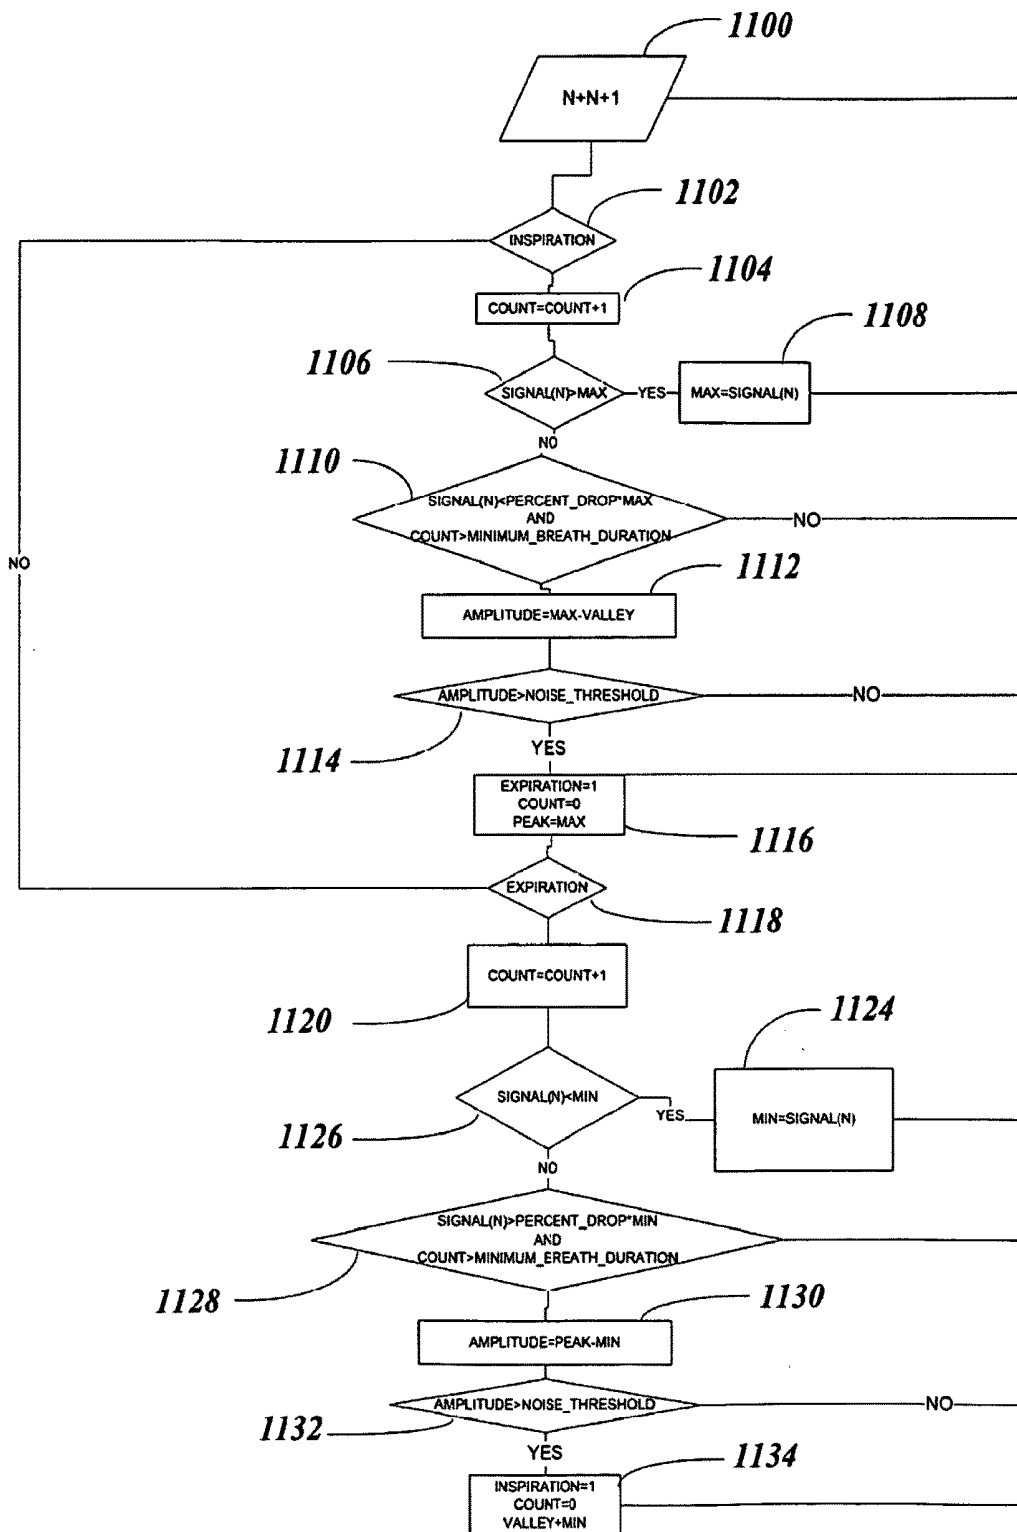 1100
N+N+1
1102
INSPIRATION
1104
COUNT=COUNT+1
1106
1108
SIGNAL(N)>MAX
YES
MAX=SIGNAL(N)
NO
1110
SIGNAL(N)<PERCENT_DROP*MAX
AND
COUNT>MINIMUM_BREATH_DURATION
NO
NO
1112
AMPLITUDE=MAX-VALLEY
AMPLITUDE>NOISE_THRESHOLD
NO
1114
YES
EXPIRATION=1
COUNT=0
PEAK=MAX
1116
EXPIRATION
1118
COUNT=COUNT+1
1120
1124
SIGNAL(N)<MIN
YES
MIN=SIGNAL(N)
1126
NO
SIGNAL(N)>PERCENT_DROP*MIN
AND
COUNT>MINIMUM_EREATH_DURATION
1128
1130
AMPLITUDE=PEAK-MIN
AMPLITUDE>NOISE_THRESHOLD
NO
1132
YES
1134
INSPIRATION=1
COUNT=0
VALLEY+MIN